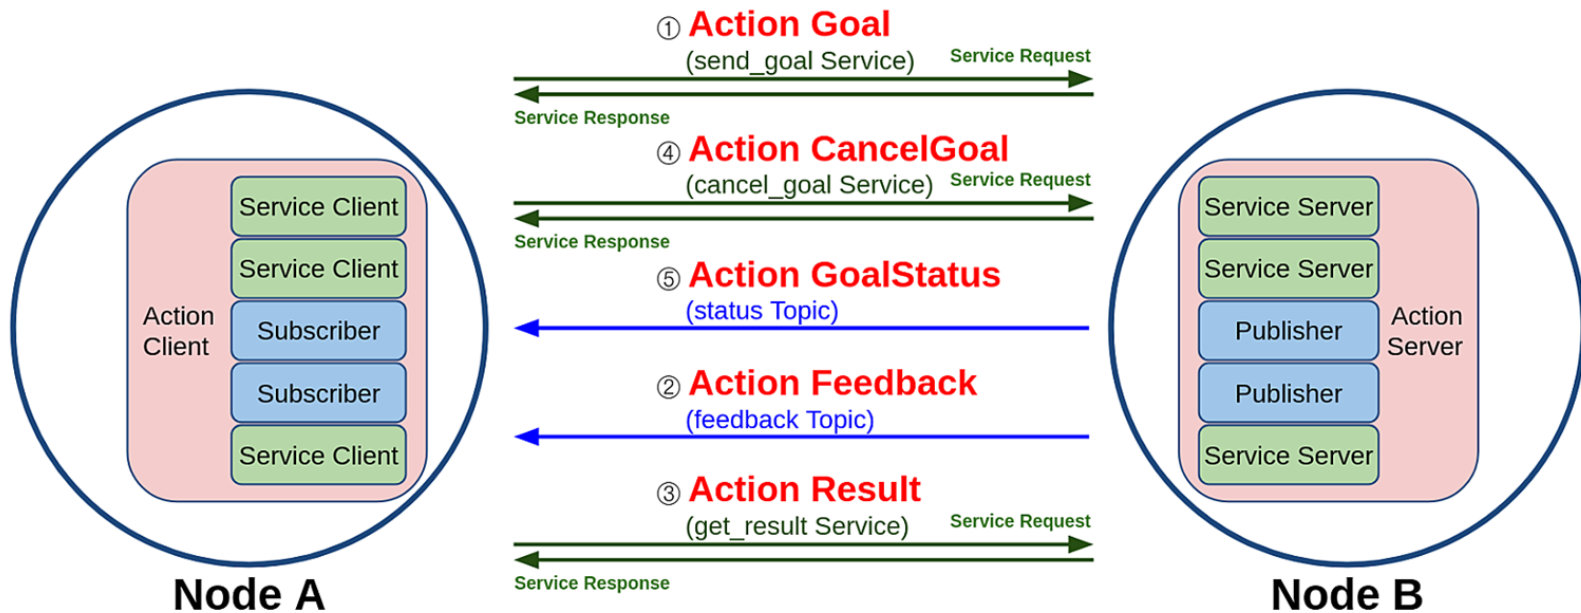 ① Action Goal
(send_goal Service) Service Request
Service Response
④ Action CancelGoal
(cancel_goal Service) Service Request
Service Response
⑤ Action GoalStatus
(status Topic)
② Action Feedback
(feedback Topic)
③ Action Result
(get_result Service) Service Request
Service Response
Action
Client
Service Client
Service Client
Subscriber
Subscriber
Service Client
Node A
Service Server
Service Server
Publisher
Publisher
Service Server
Action
Server
Node B